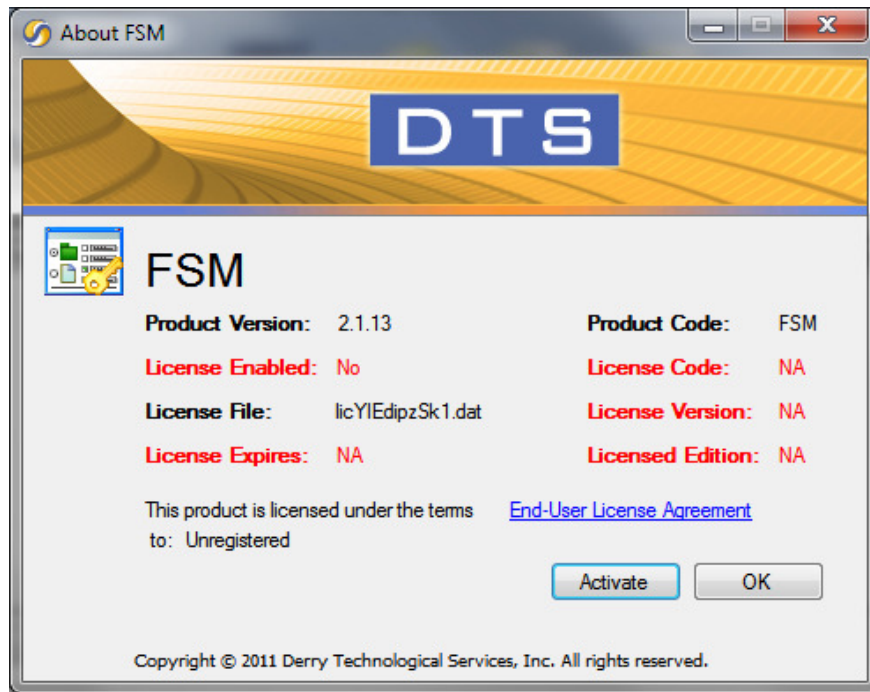 About FSM
DTS
FSM
Product Version: 2.1.13 Product Code: FSM
License Enabled: No License Code: NA
License File: licYlEdipzSk1.dat License Version: NA
License Expires: NA Licensed Edition: NA
This product is licensed under the terms End-User License Agreement
to: Unregistered
Activate OK
Copyright © 2011 Derry Technological Services, Inc. All rights reserved.